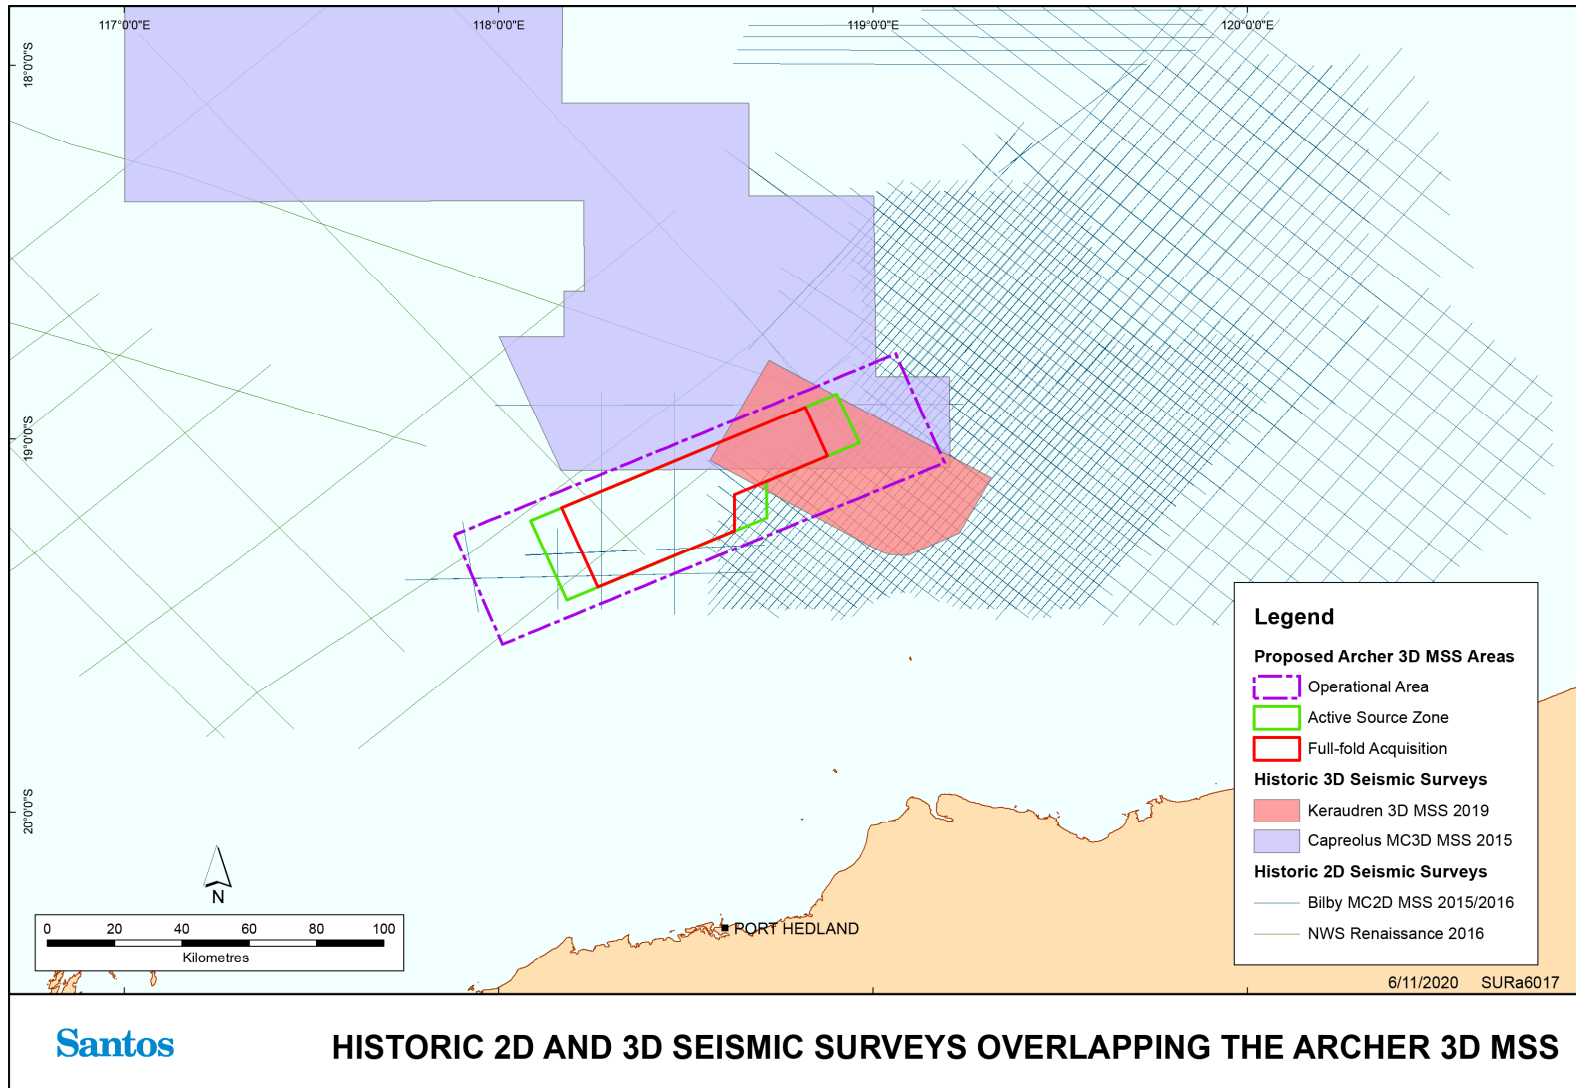 117°0'0"E 118°0'0"E 119°0'0"E 120°0'0"E
18°0'0"S
19°0'0"S
20°0'0"S
Legend
Proposed Archer 3D MSS Areas
Operational Area
Active Source Zone
Full-fold Acquisition
Historic 3D Seismic Surveys
Keraudren 3D MSS 2019
Capreolus MC3D MSS 2015
Historic 2D Seismic Surveys
Bilby MC2D MSS 2015/2016
NWS Renaissance 2016
N
0 20 40 60 80 100
Kilometres
PORT HEDLAND
6/11/2020 SURa6017
Santos
HISTORIC 2D AND 3D SEISMIC SURVEYS OVERLAPPING THE ARCHER 3D MSS